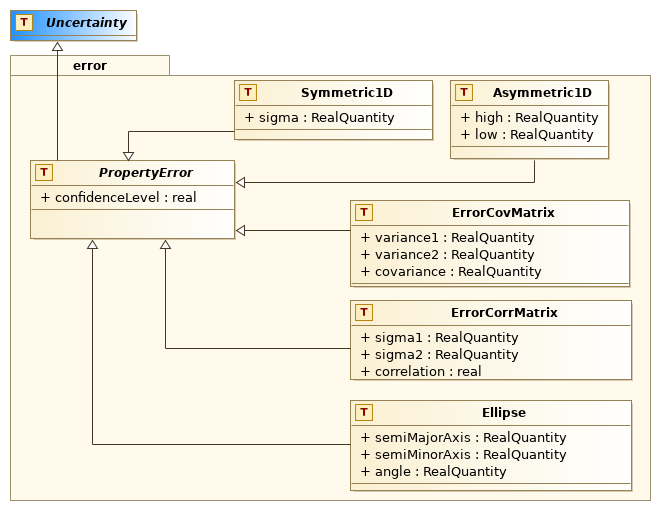 T Uncertainty
error
T Symmetric1D
+ sigma : RealQuantity
T Asymmetric1D
+ high : RealQuantity
+ low : RealQuantity
T PropertyError
+ confidenceLevel : real
T ErrorCovMatrix
+ variance1 : RealQuantity
+ variance2 : RealQuantity
+ covariance : RealQuantity
T ErrorCorrMatrix
+ sigma1 : RealQuantity
+ sigma2 : RealQuantity
+ correlation : real
T Ellipse
+ semiMajorAxis : RealQuantity
+ semiMinorAxis : RealQuantity
+ angle : RealQuantity